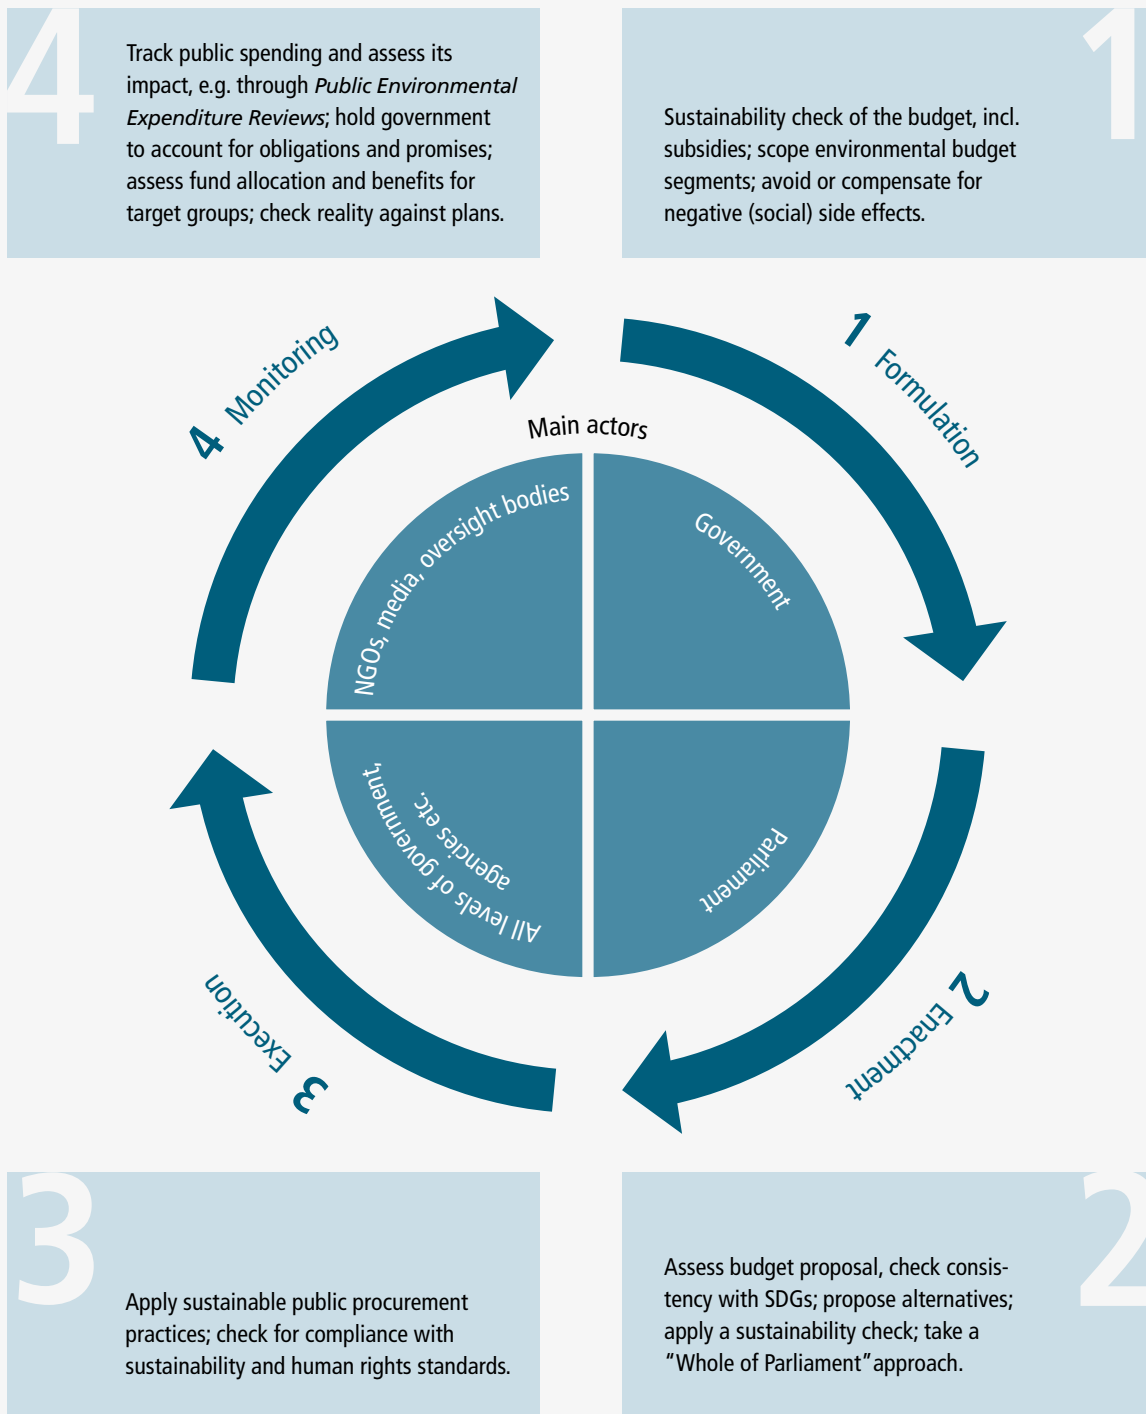 4
Track public spending and assess its
impact, e.g. through Public Environmental
Expenditure Reviews; hold government
to account for obligations and promises;
assess fund allocation and benefits for
target groups; check reality against plans.
1
Sustainability check of the budget, incl.
subsidies; scope environmental budget
segments; avoid or compensate for
negative (social) side effects.
4 Monitoring
1 Formulation
Main actors
NGOs, media, oversight bodies
Government
All levels of government,
agencies etc.
Parliament
3 Execution
2 Enactment
3
Apply sustainable public procurement
practices; check for compliance with
sustainability and human rights standards.
2
Assess budget proposal, check consis-
tency with SDGs; propose alternatives;
apply a sustainability check; take a
“Whole of Parliament” approach.